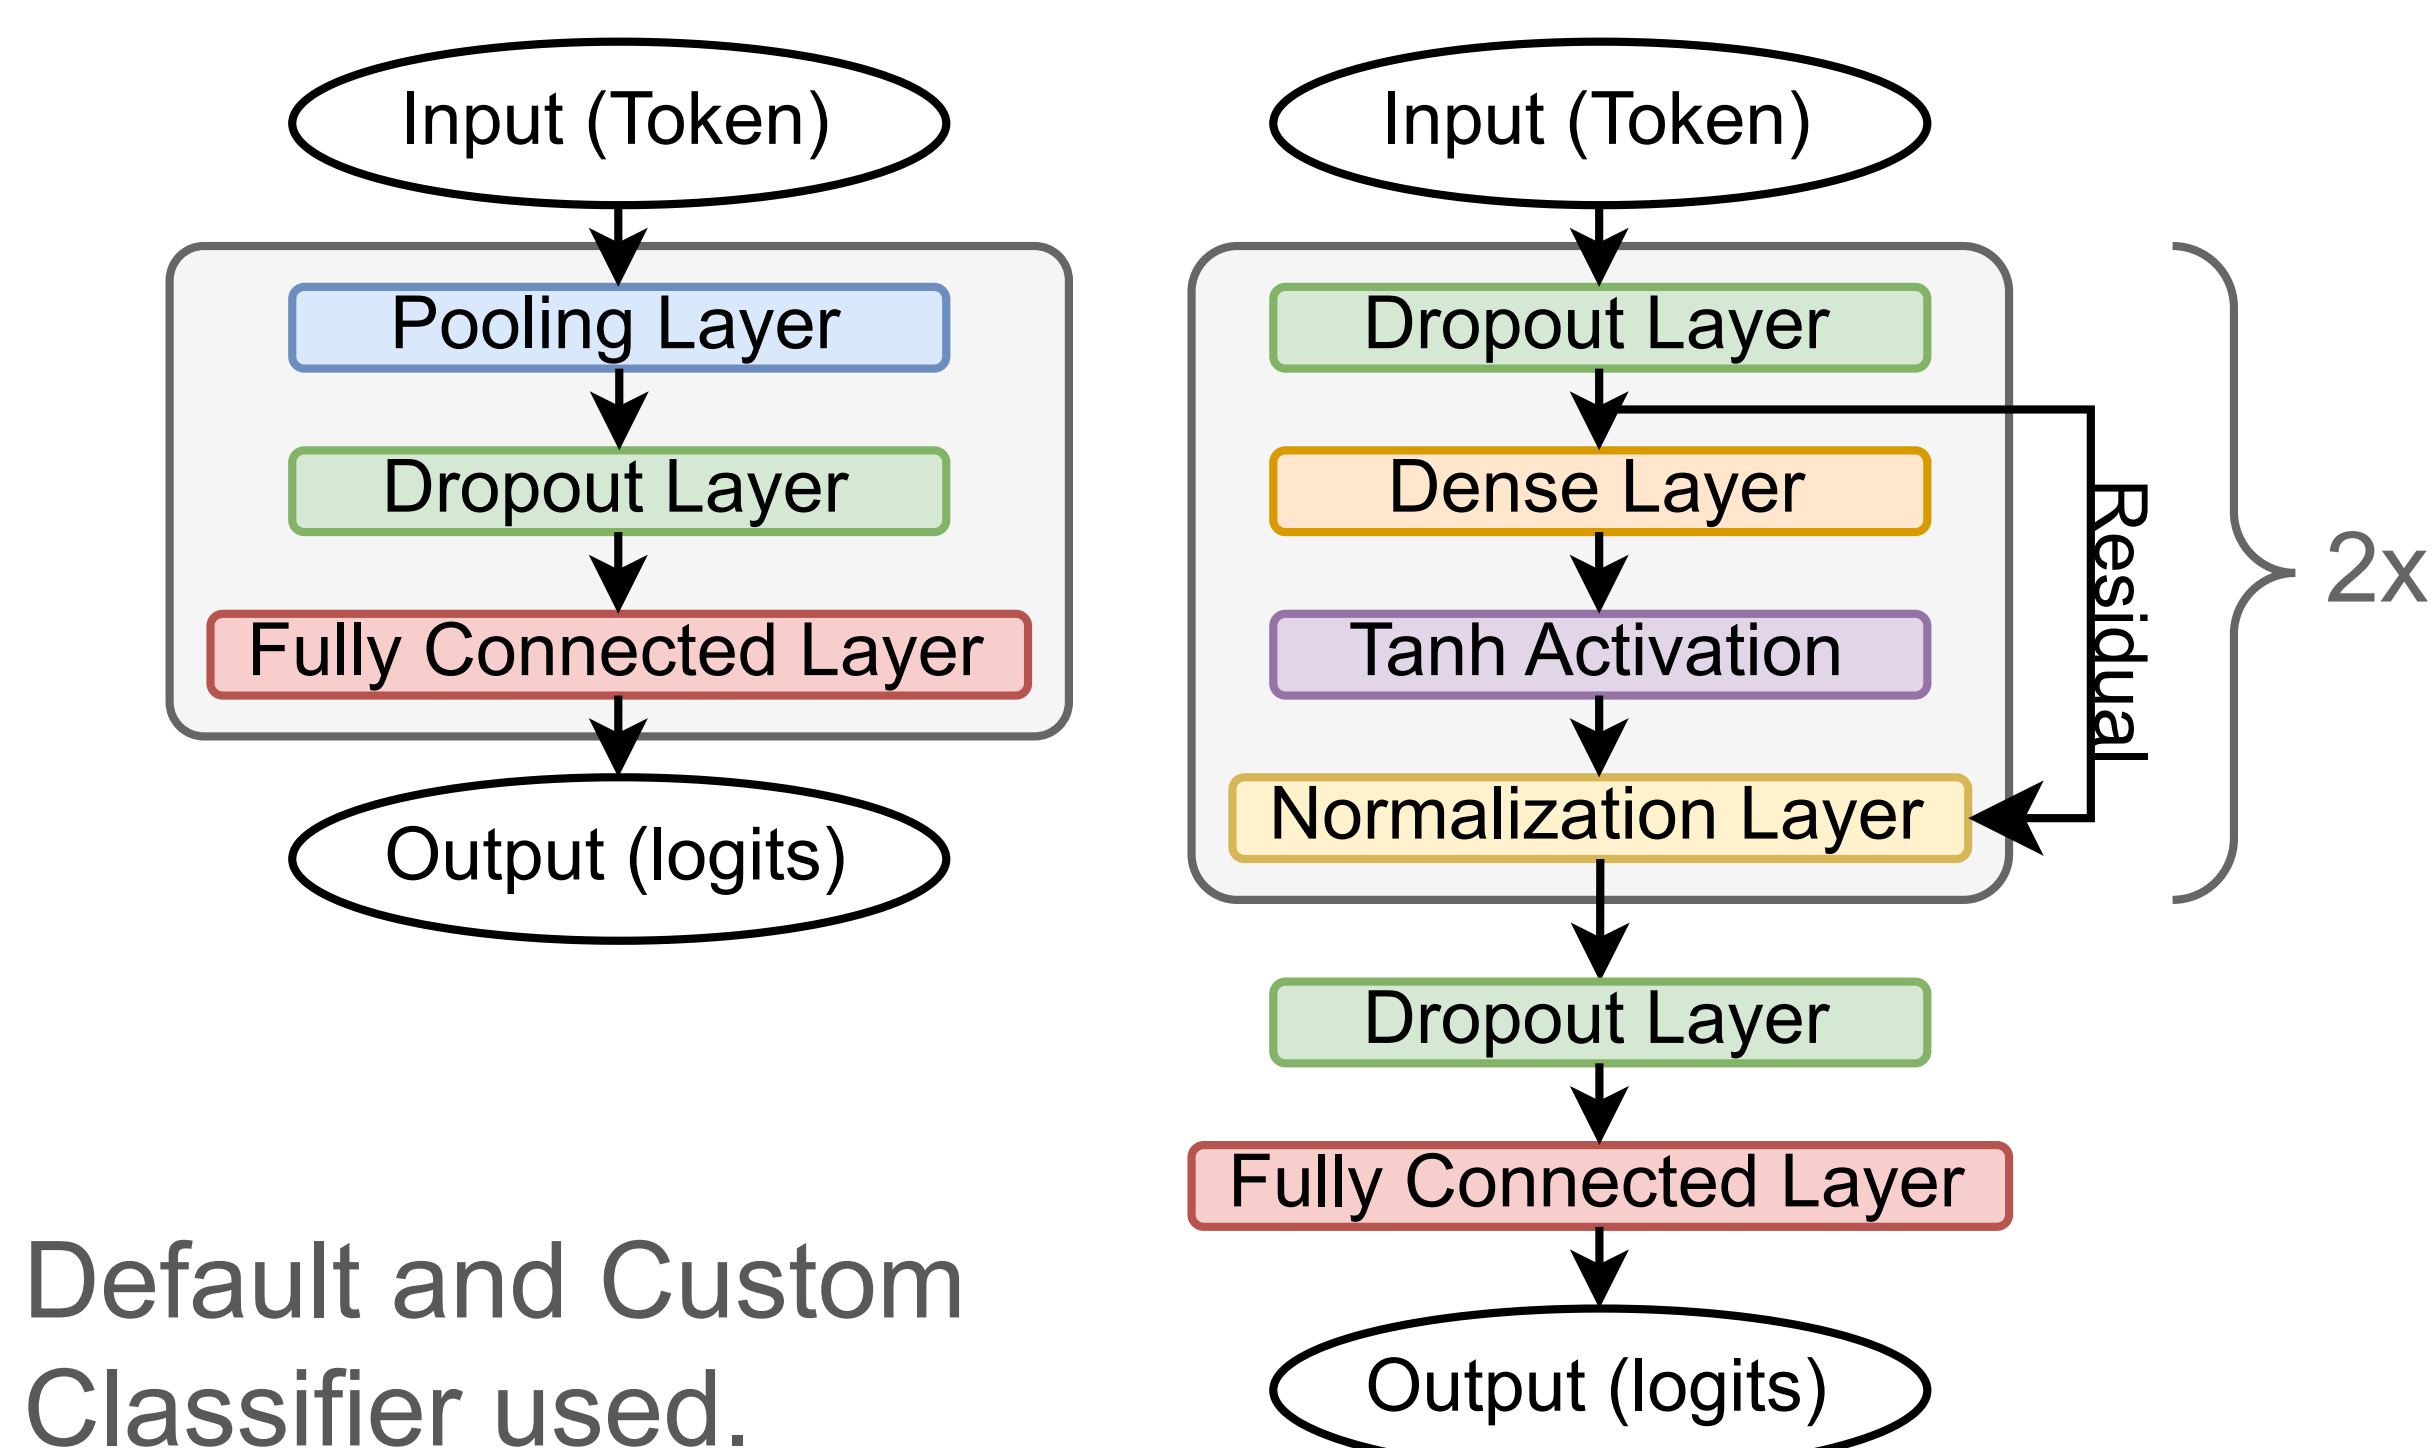 Input (Token)
Pooling Layer
Dropout Layer
Fully Connected Layer
Output (logits)
Input (Token)
Dropout Layer
Dense Layer
Tanh Activation
Normalization Layer
Residual
2x
Dropout Layer
Fully Connected Layer
Output (logits)
Default and Custom
Classifier used.